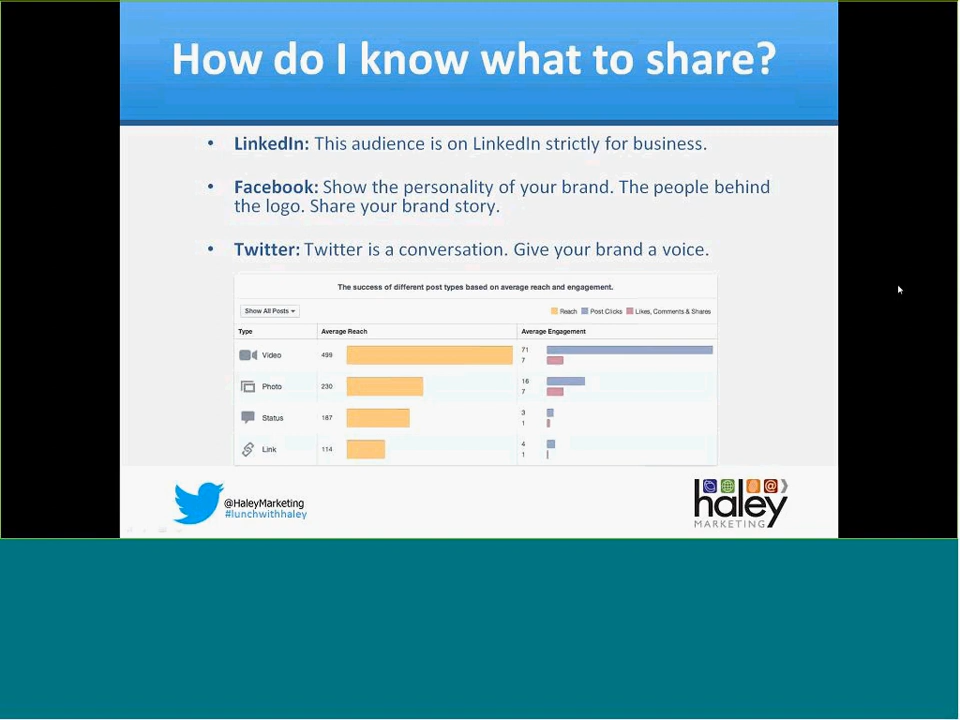 How do I know what to share?
• LinkedIn: This audience is on LinkedIn strictly for business.
• Facebook: Show the personality of your brand. The people behind
the logo. Share your brand story.
• Twitter: Twitter is a conversation. Give your brand a voice.
The success of different post types based on average reach and engagement.
Show All Posts
Reach Post Clicks Likes, Comments & Shares
Type Average Reach Average Engagement
Video 499 71
7
Photo 230 16
7
Status 187 3
1
Link 114 4
1
@HaleyMarketing
#lunchwithhaley
haley
MARKETING